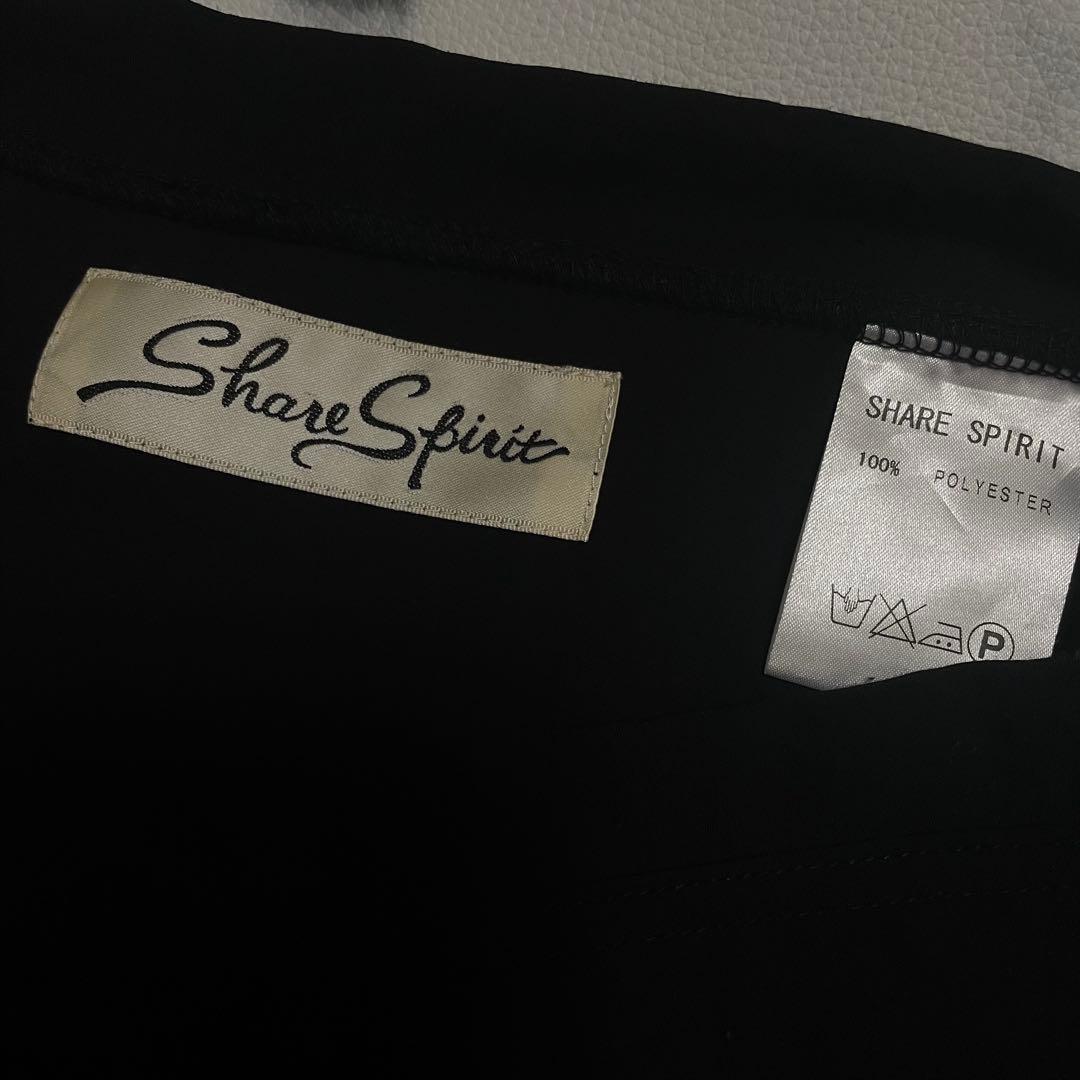 Share Spirit
SHARE SPIRIT
100% POLYESTER
P